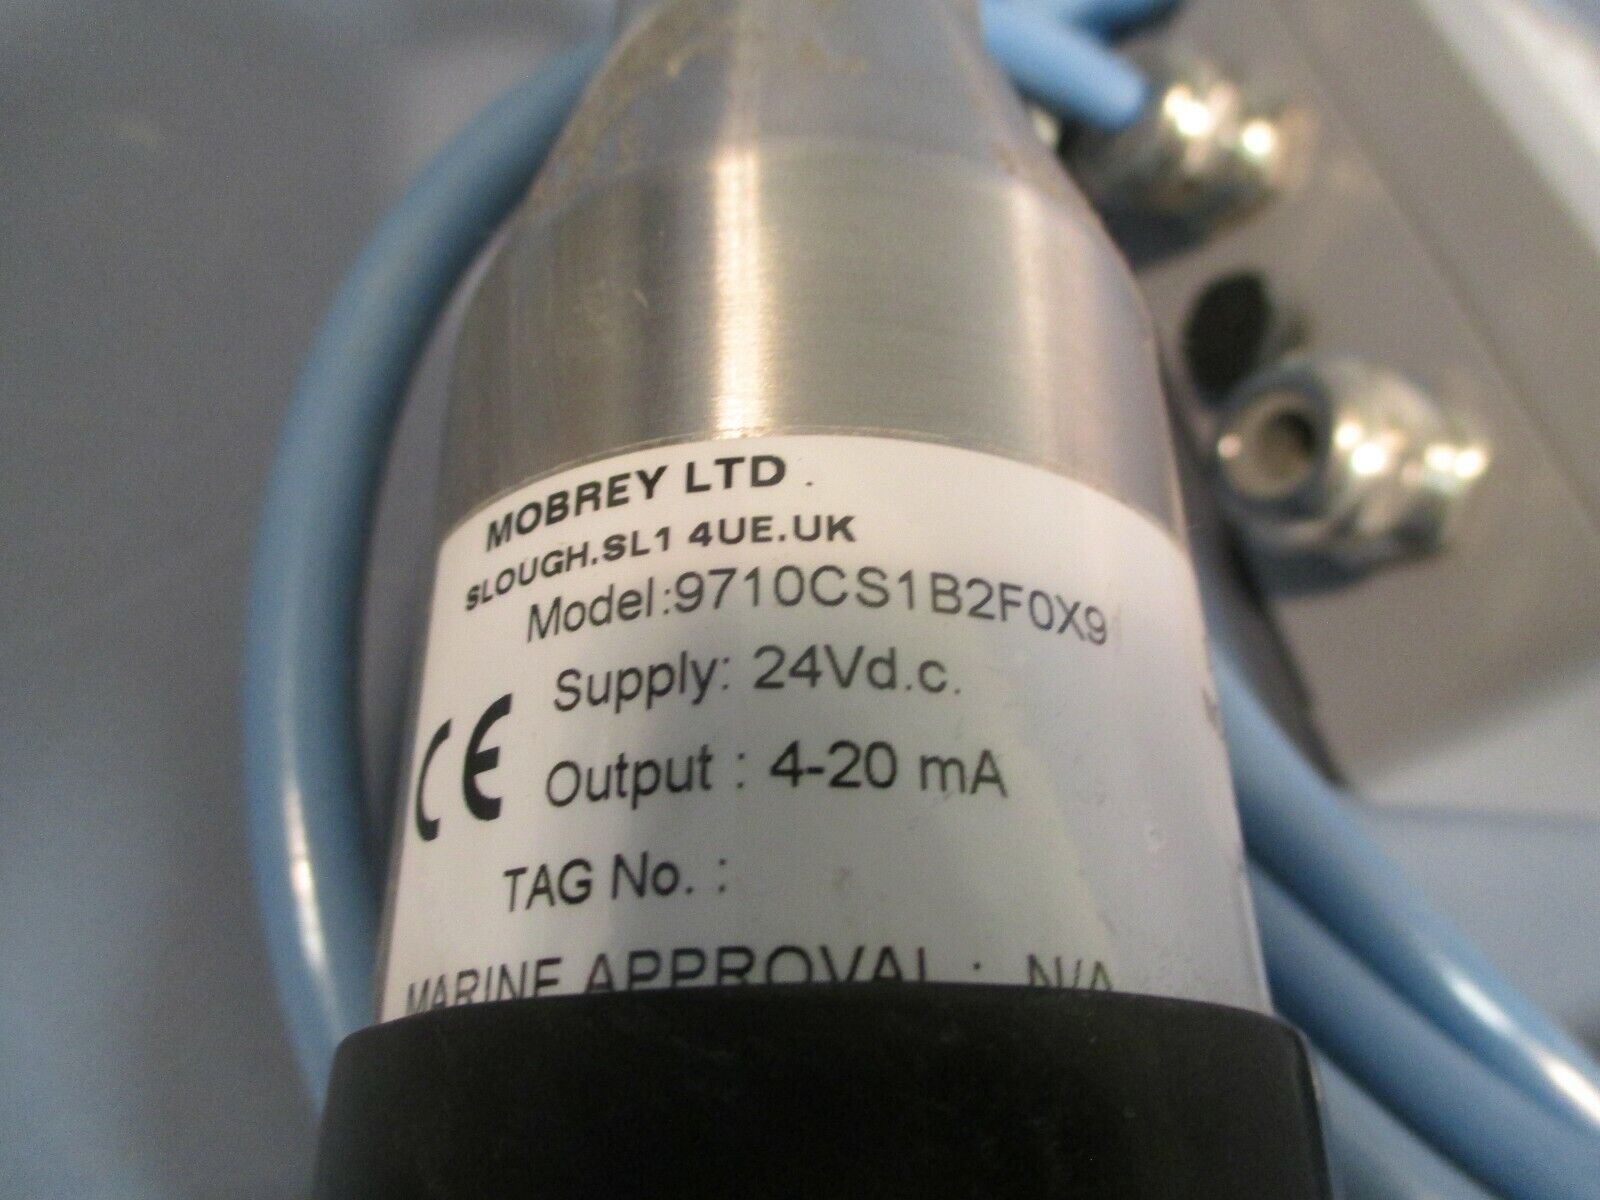 MOBREY LTD .
SLOUGH.SL1 4UE.UK
Model:9710CS1B2F0X9
Supply: 24Vd.c.
CE Output : 4-20 mA
TAG No. :
MARINE APPROVAL : N/A